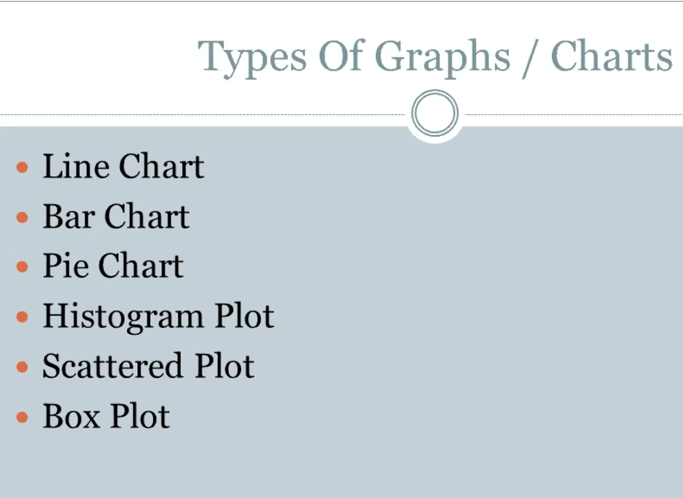 Types Of Graphs / Charts
Line Chart
Bar Chart
Pie Chart
Histogram Plot
Scattered Plot
Box Plot